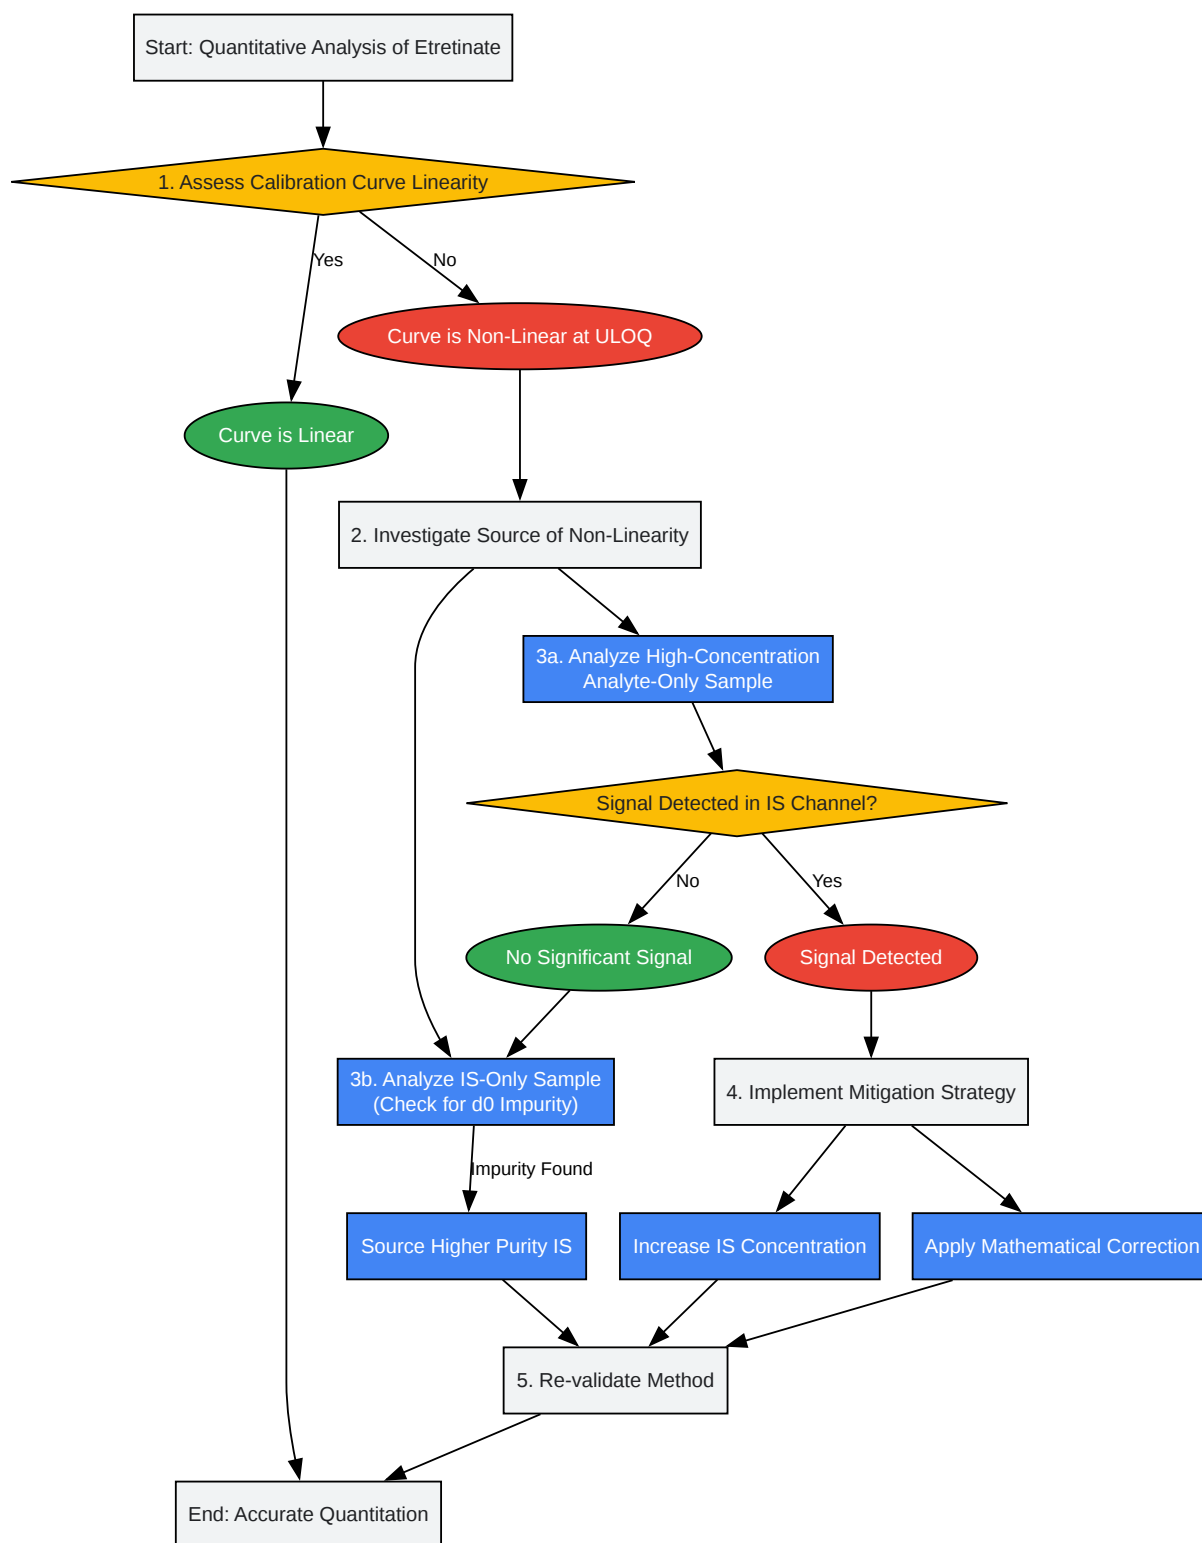 Start: Quantitative Analysis of Etretinate
1. Assess Calibration Curve Linearity
Yes
No
Curve is Non-Linear at ULOQ
Curve is Linear
2. Investigate Source of Non-Linearity
3a. Analyze High-Concentration
Analyte-Only Sample
Signal Detected in IS Channel?
No
Yes
No Significant Signal
Signal Detected
3b. Analyze IS-Only Sample
(Check for d0 Impurity)
4. Implement Mitigation Strategy
Impurity Found
Source Higher Purity IS
Increase IS Concentration
Apply Mathematical Correction
5. Re-validate Method
End: Accurate Quantitation